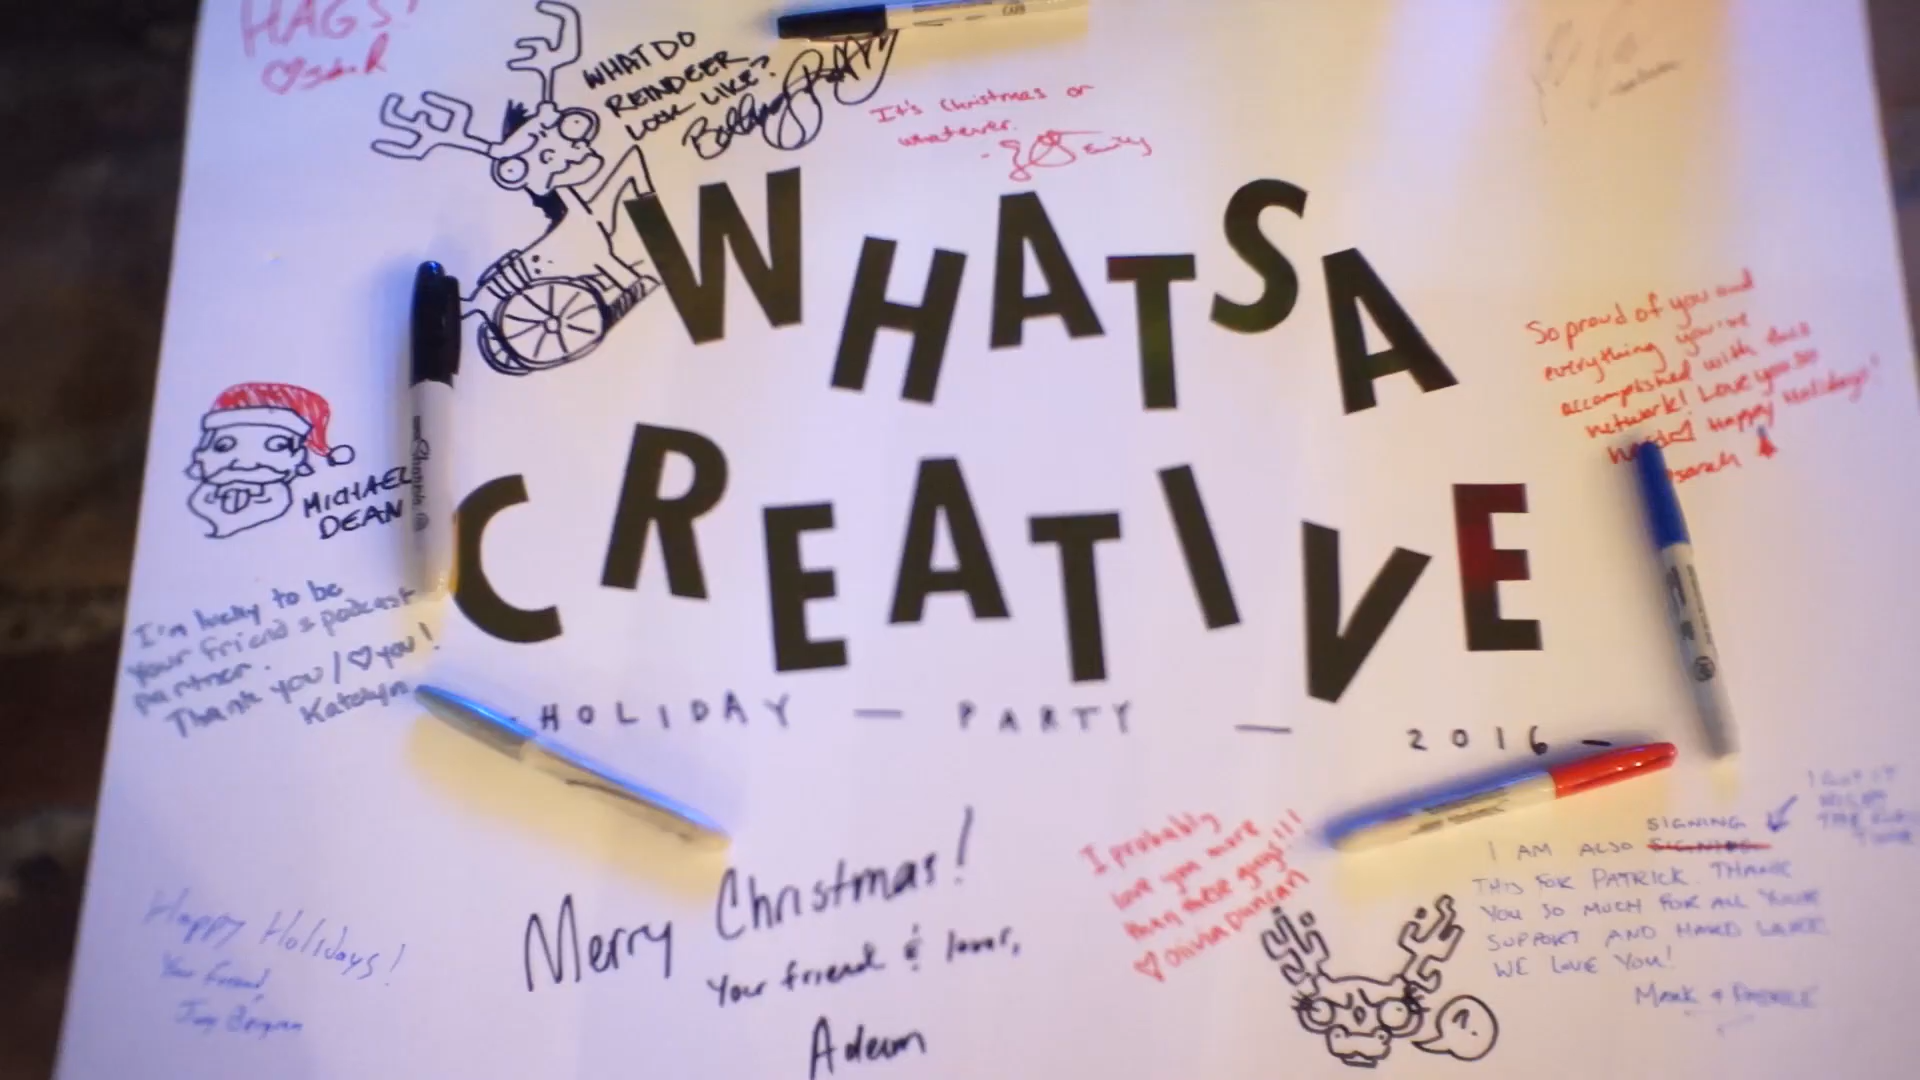 HAGS!
WHAT DO
REINDEER
LOOK LIKE?
It's Christmas or
whatever.
WHATSA
CREATIVE
HOLIDAY — PARTY — 2016 -
Sharpie
MICHAEL
DEAN
So proud of you and
everything you've
accomplished with this
network! Love you so
Happy Holidays!
sarah
I'm lucky to be
your friend & podcast
partner.
Thank you / ♡ you!
Katelyn
Happy Holidays!
Your friend,
Merry Christmas!
Your friend & lover,
Adam
I probably
love you more
than these guys!!!
♡ Olivia Duncan
?
I GOT IT
SIGNING
I AM ALSO
THIS FOR PATRICK. THANK
YOU SO MUCH FOR ALL YOUR
SUPPORT AND HARD WORK.
WE LOVE YOU!